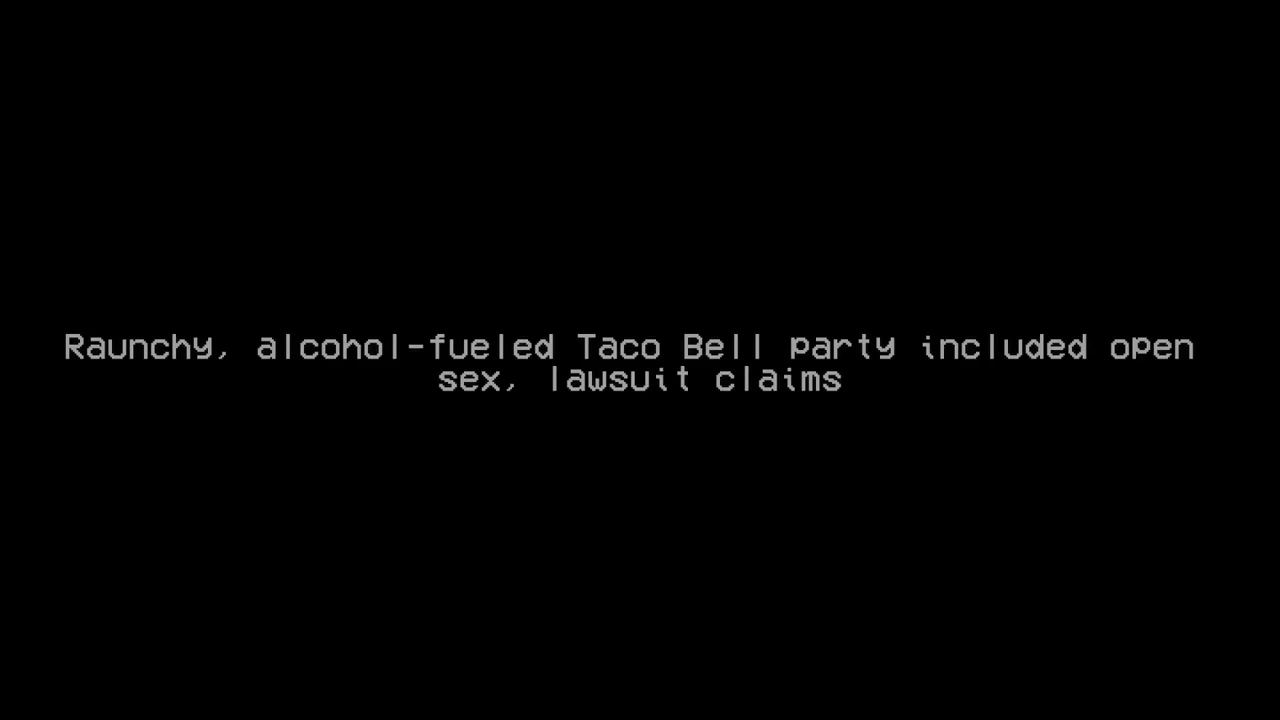 Raunchy, alcohol-fueled Taco Bell party included open
sex, lawsuit claims